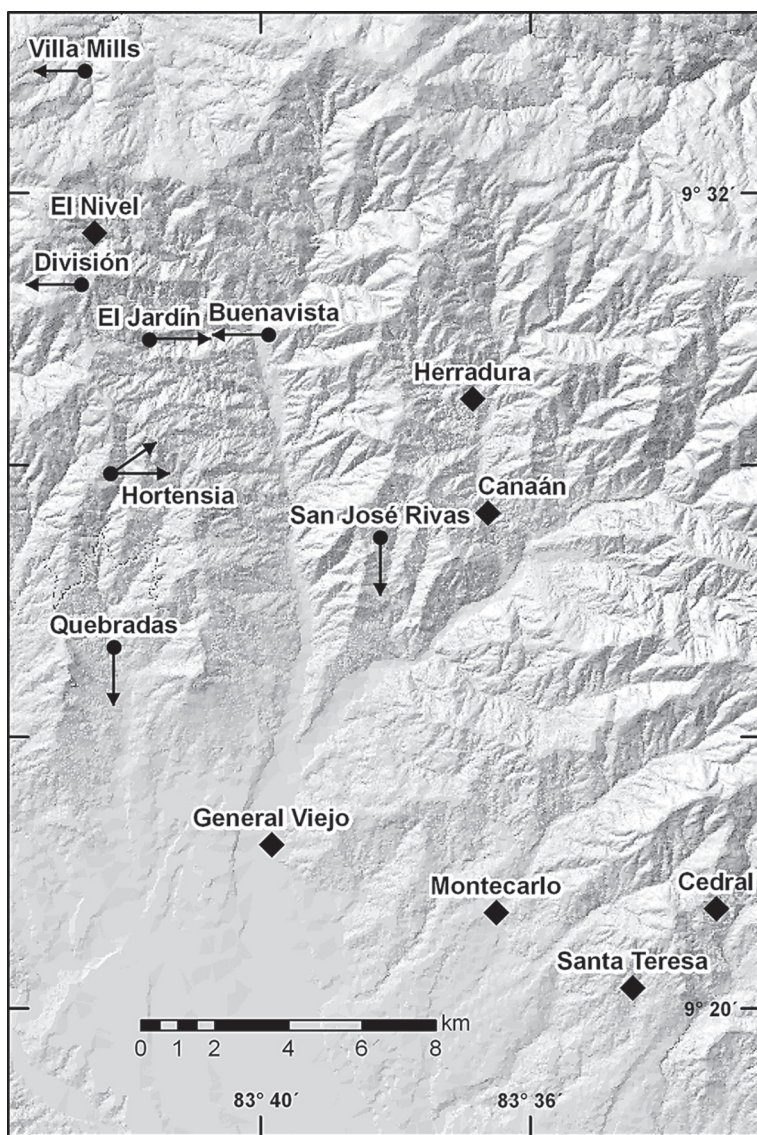 Villa Mills
9° 32´
El Nivel
División
El Jardín
Buenavista
Herradura
Hortensia
Canaán
San José Rivas
Quebradas
General Viejo
Montecarlo
Cedral
Santa Teresa
9° 20´
km
0 1 2 4 6 8
83° 40´
83° 36´